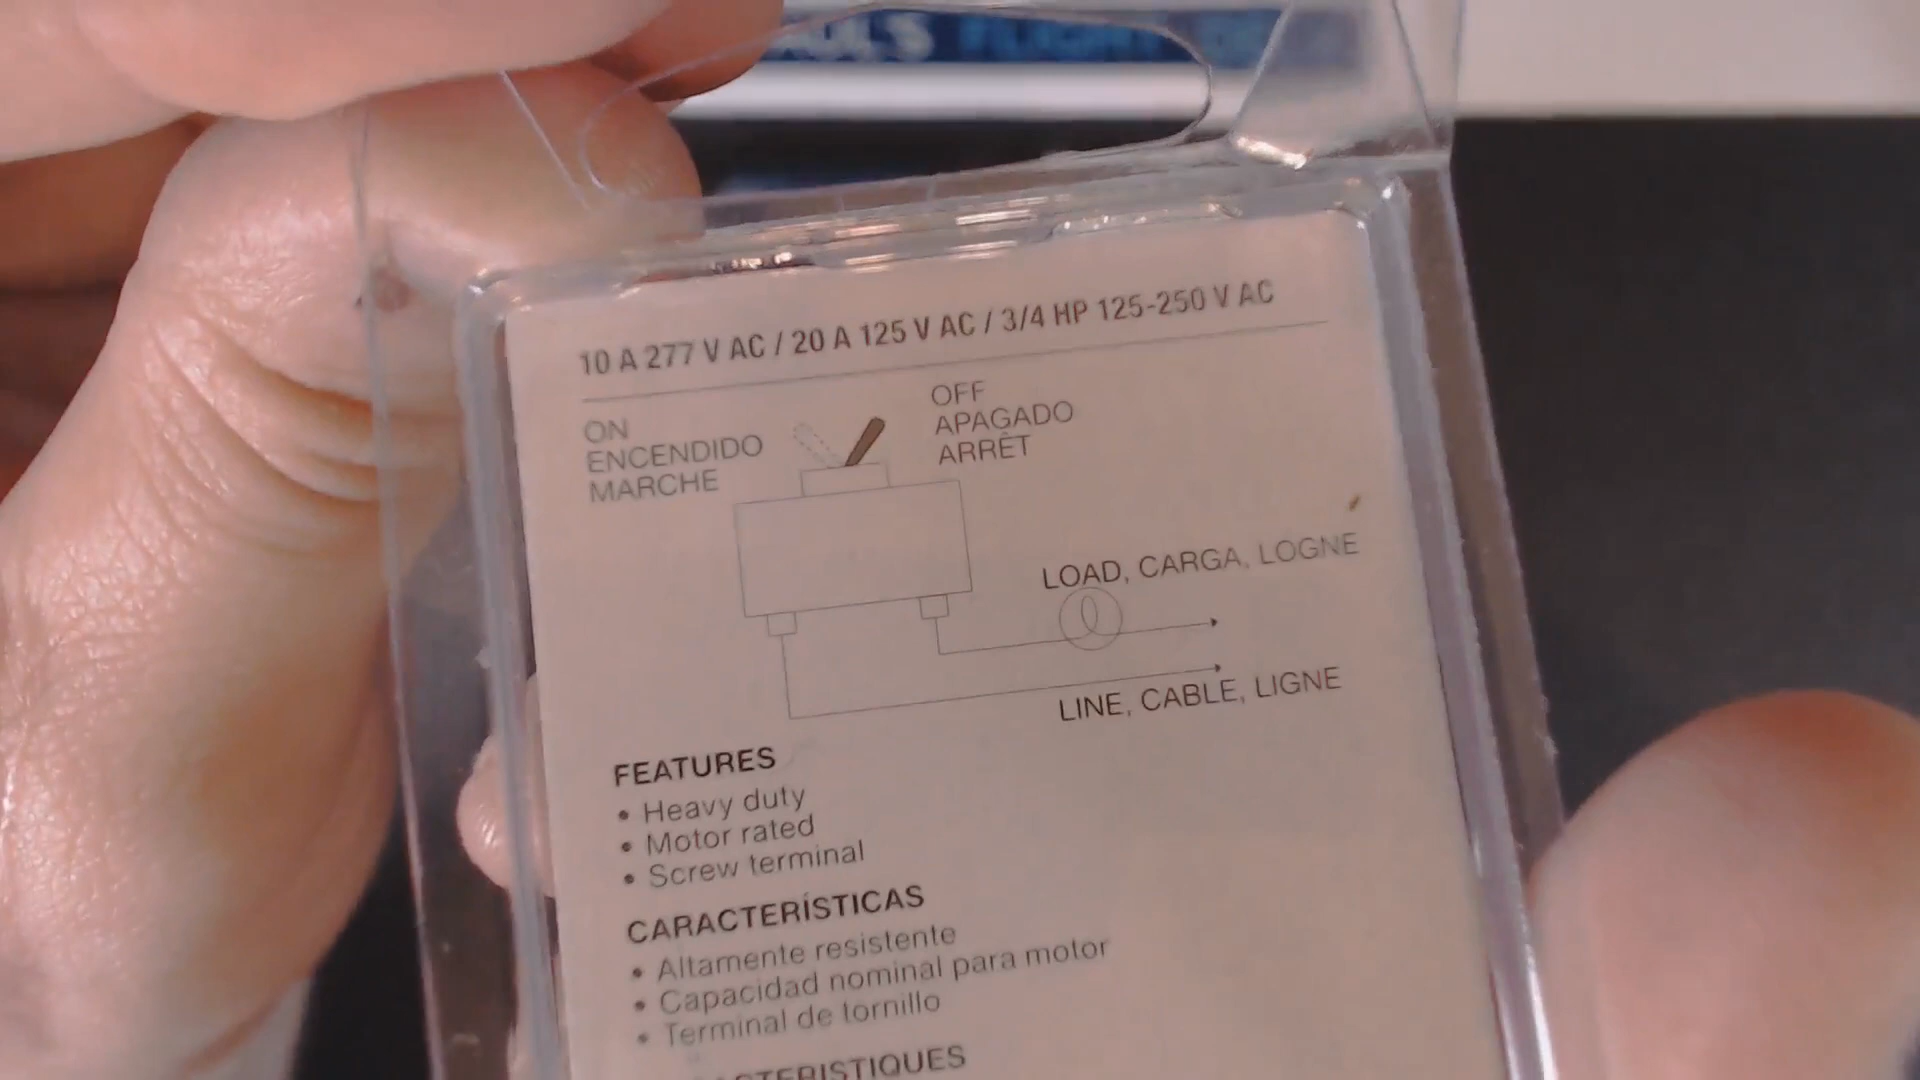 FLIGHT
10 A 277 V AC / 20 A 125 V AC / 3/4 HP 125-250 V AC
ON
ENCENDIDO
MARCHE
OFF
APAGADO
ARRÊT
LOAD, CARGA, LOGNE
LINE, CABLE, LIGNE
FEATURES
• Heavy duty
• Motor rated
• Screw terminal
CARACTERÍSTICAS
• Altamente resistente
• Capacidad nominal para motor
• Terminal de tornillo